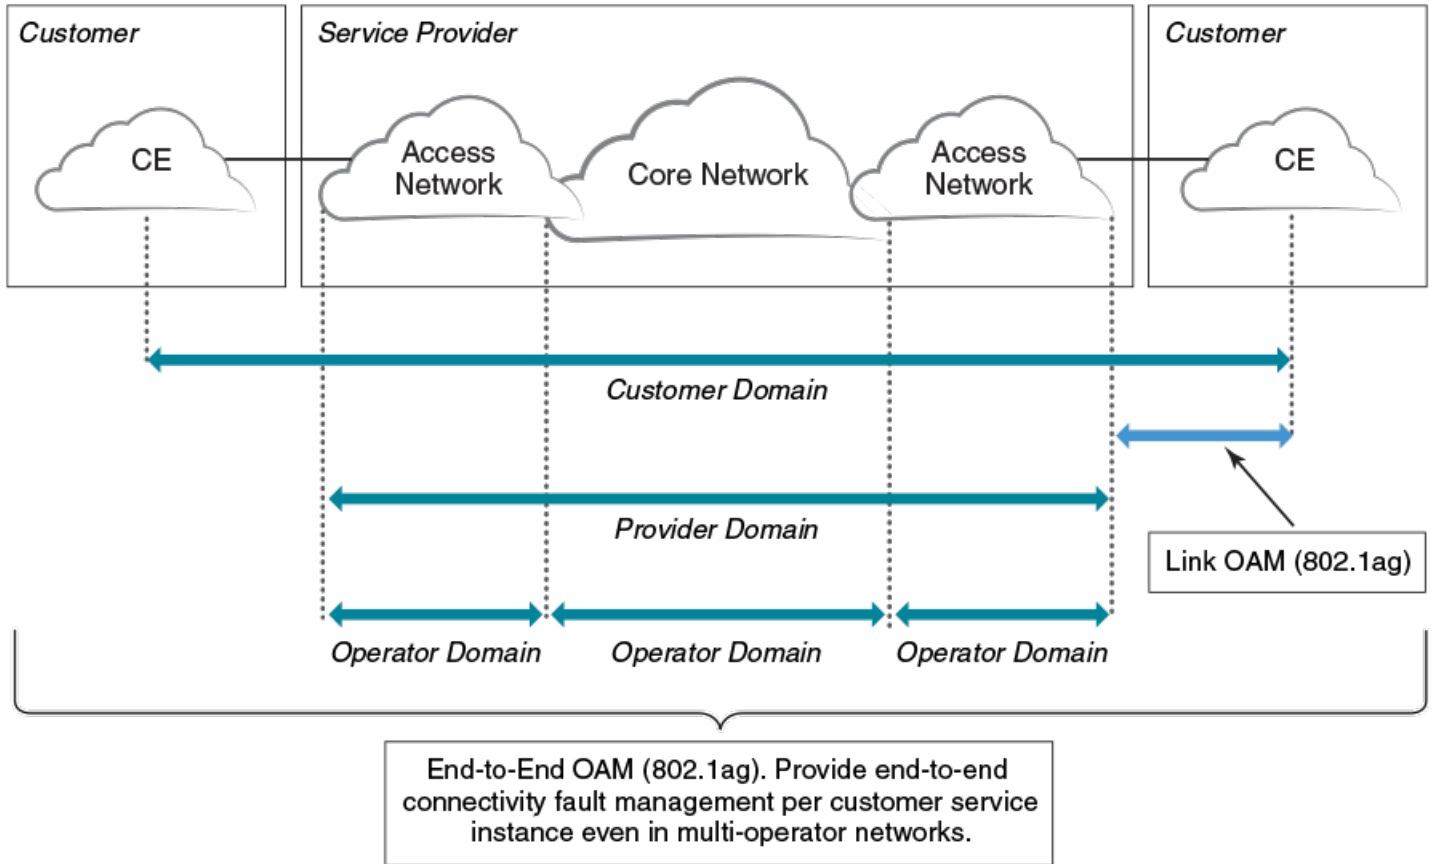 Customer
Service Provider
Customer
CE
Access
Network
Core Network
Access
Network
CE
Customer Domain
Provider Domain
Link OAM (802.1ag)
Operator Domain
Operator Domain
Operator Domain
End-to-End OAM (802.1ag). Provide end-to-end
connectivity fault management per customer service
instance even in multi-operator networks.